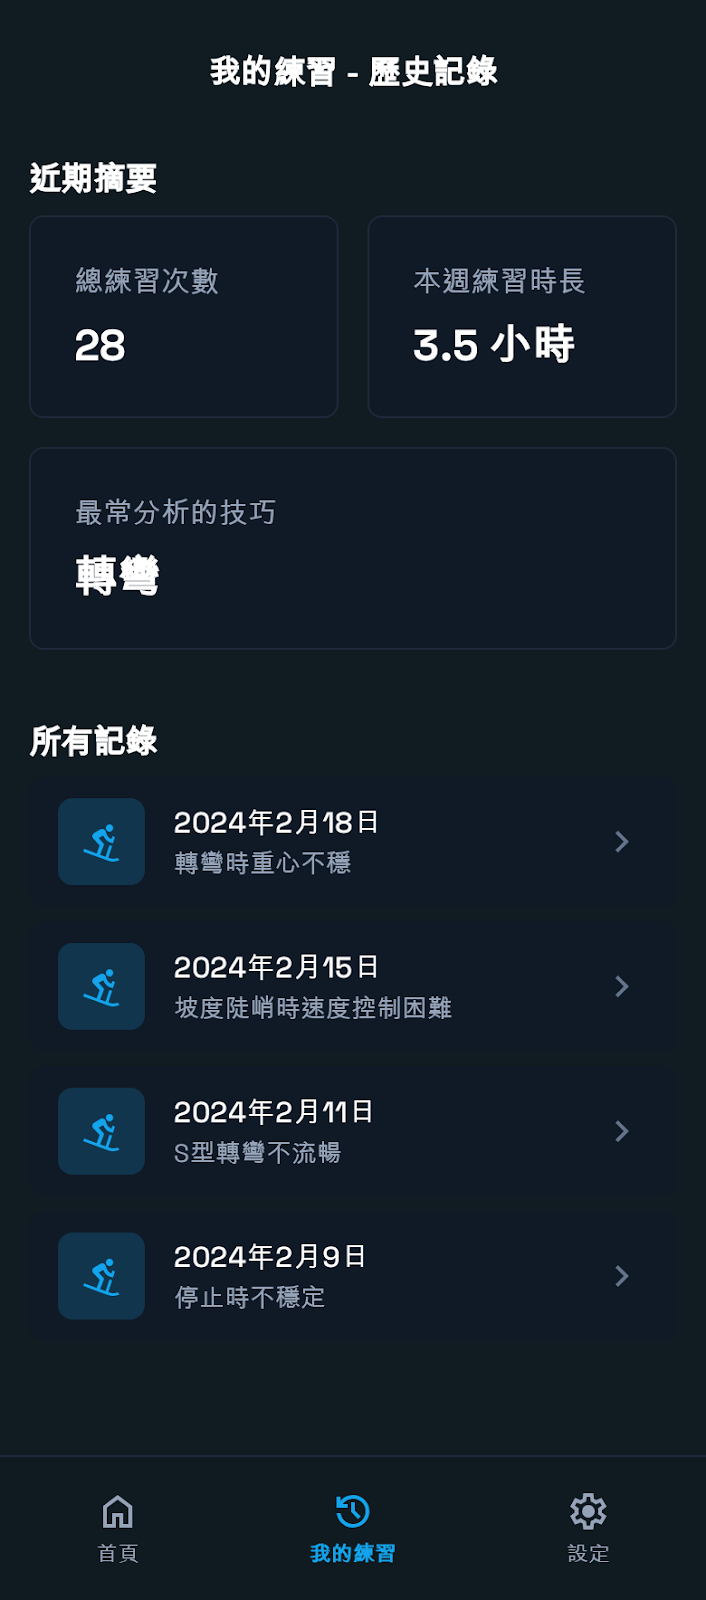 我的練習 - 歷史記錄
近期摘要
總練習次數
28
本週練習時長
3.5 小時
最常分析的技巧
轉彎
所有記錄
2024年2月18日
轉彎時重心不穩
2024年2月15日
坡度陡峭時速度控制困難
2024年2月11日
S型轉彎不流暢
2024年2月9日
停止時不穩定
首頁
我的練習
設定